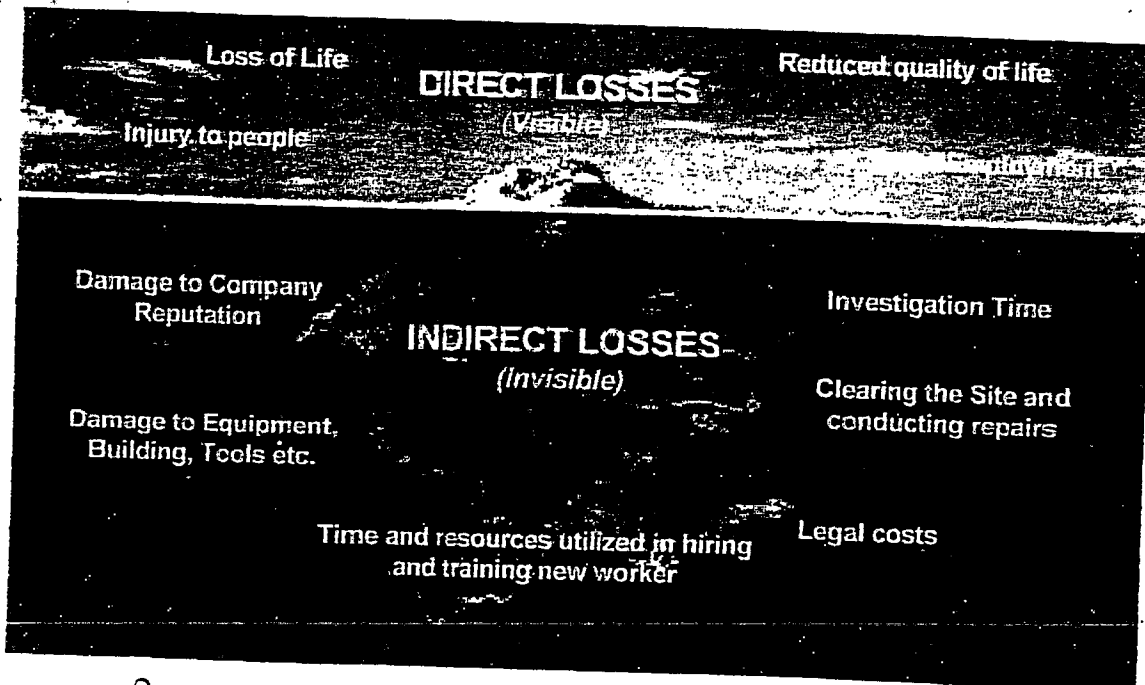 Loss of Life
DIRECT LOSSES
(Visible)
Reduced quality of life
Injury to people
INDIRECT LOSSES
(Invisible)
Damage to Company
Reputation
Damage to Equipment,
Building, Tools etc.
Time and resources utilized in hiring
and training new worker
Investigation Time
Clearing the Site and
conducting repairs
Legal costs